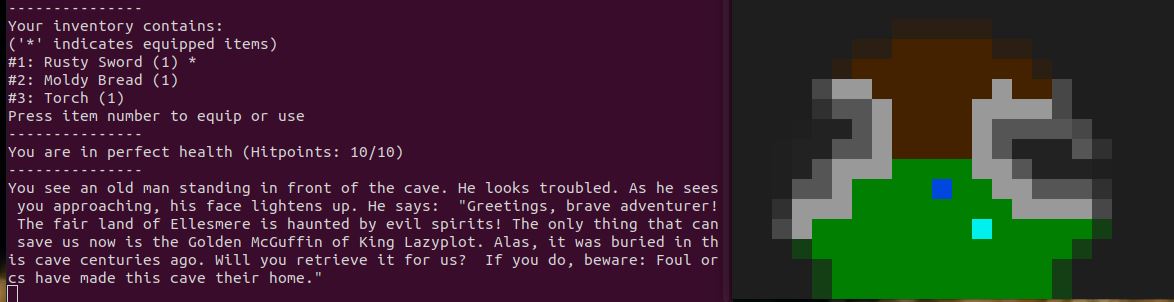 ---------------
Your inventory contains:
('*' indicates equipped items)
#1: Rusty Sword (1) *
#2: Moldy Bread (1)
#3: Torch (1)
Press item number to equip or use
---------------
You are in perfect health (Hitpoints: 10/10)
---------------
You see an old man standing in front of the cave. He looks troubled. As he sees
you approaching, his face lightens up. He says:  "Greetings, brave adventurer!
The fair land of Ellesmere is haunted by evil spirits! The only thing that can
save us now is the Golden McGuffin of King Lazyplot. Alas, it was buried in th
is cave centuries ago. Will you retrieve it for us?  If you do, beware: Foul or
cs have made this cave their home."